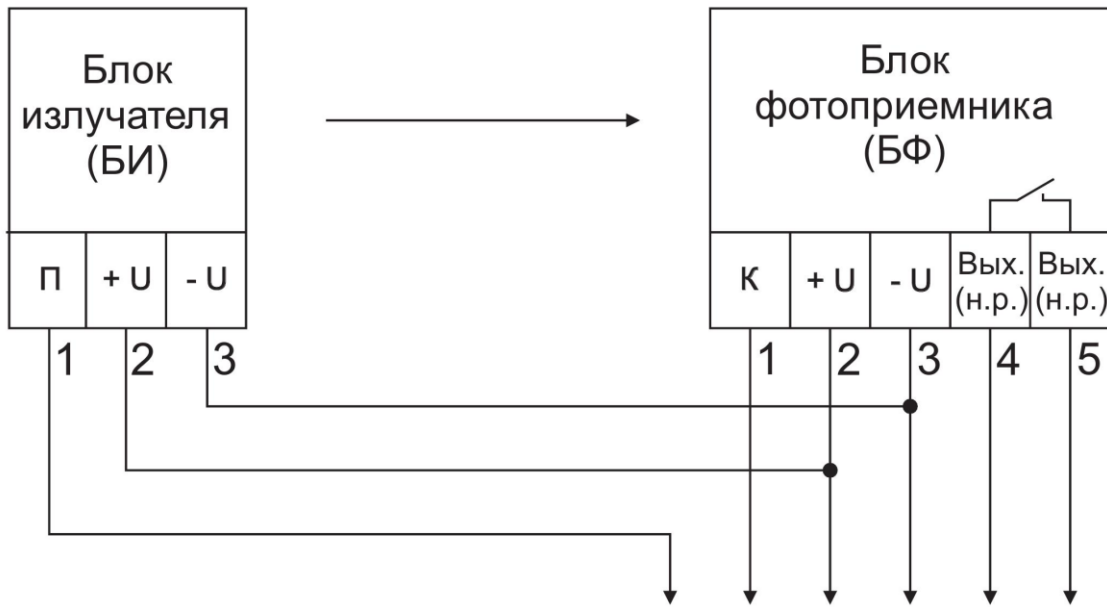 Блок
излучателя
(БИ)
Блок
фотоприемника
(БФ)
П + U - U
К + U - U Вых. (н.р.) Вых. (н.р.)
1 2 3
1 2 3 4 5